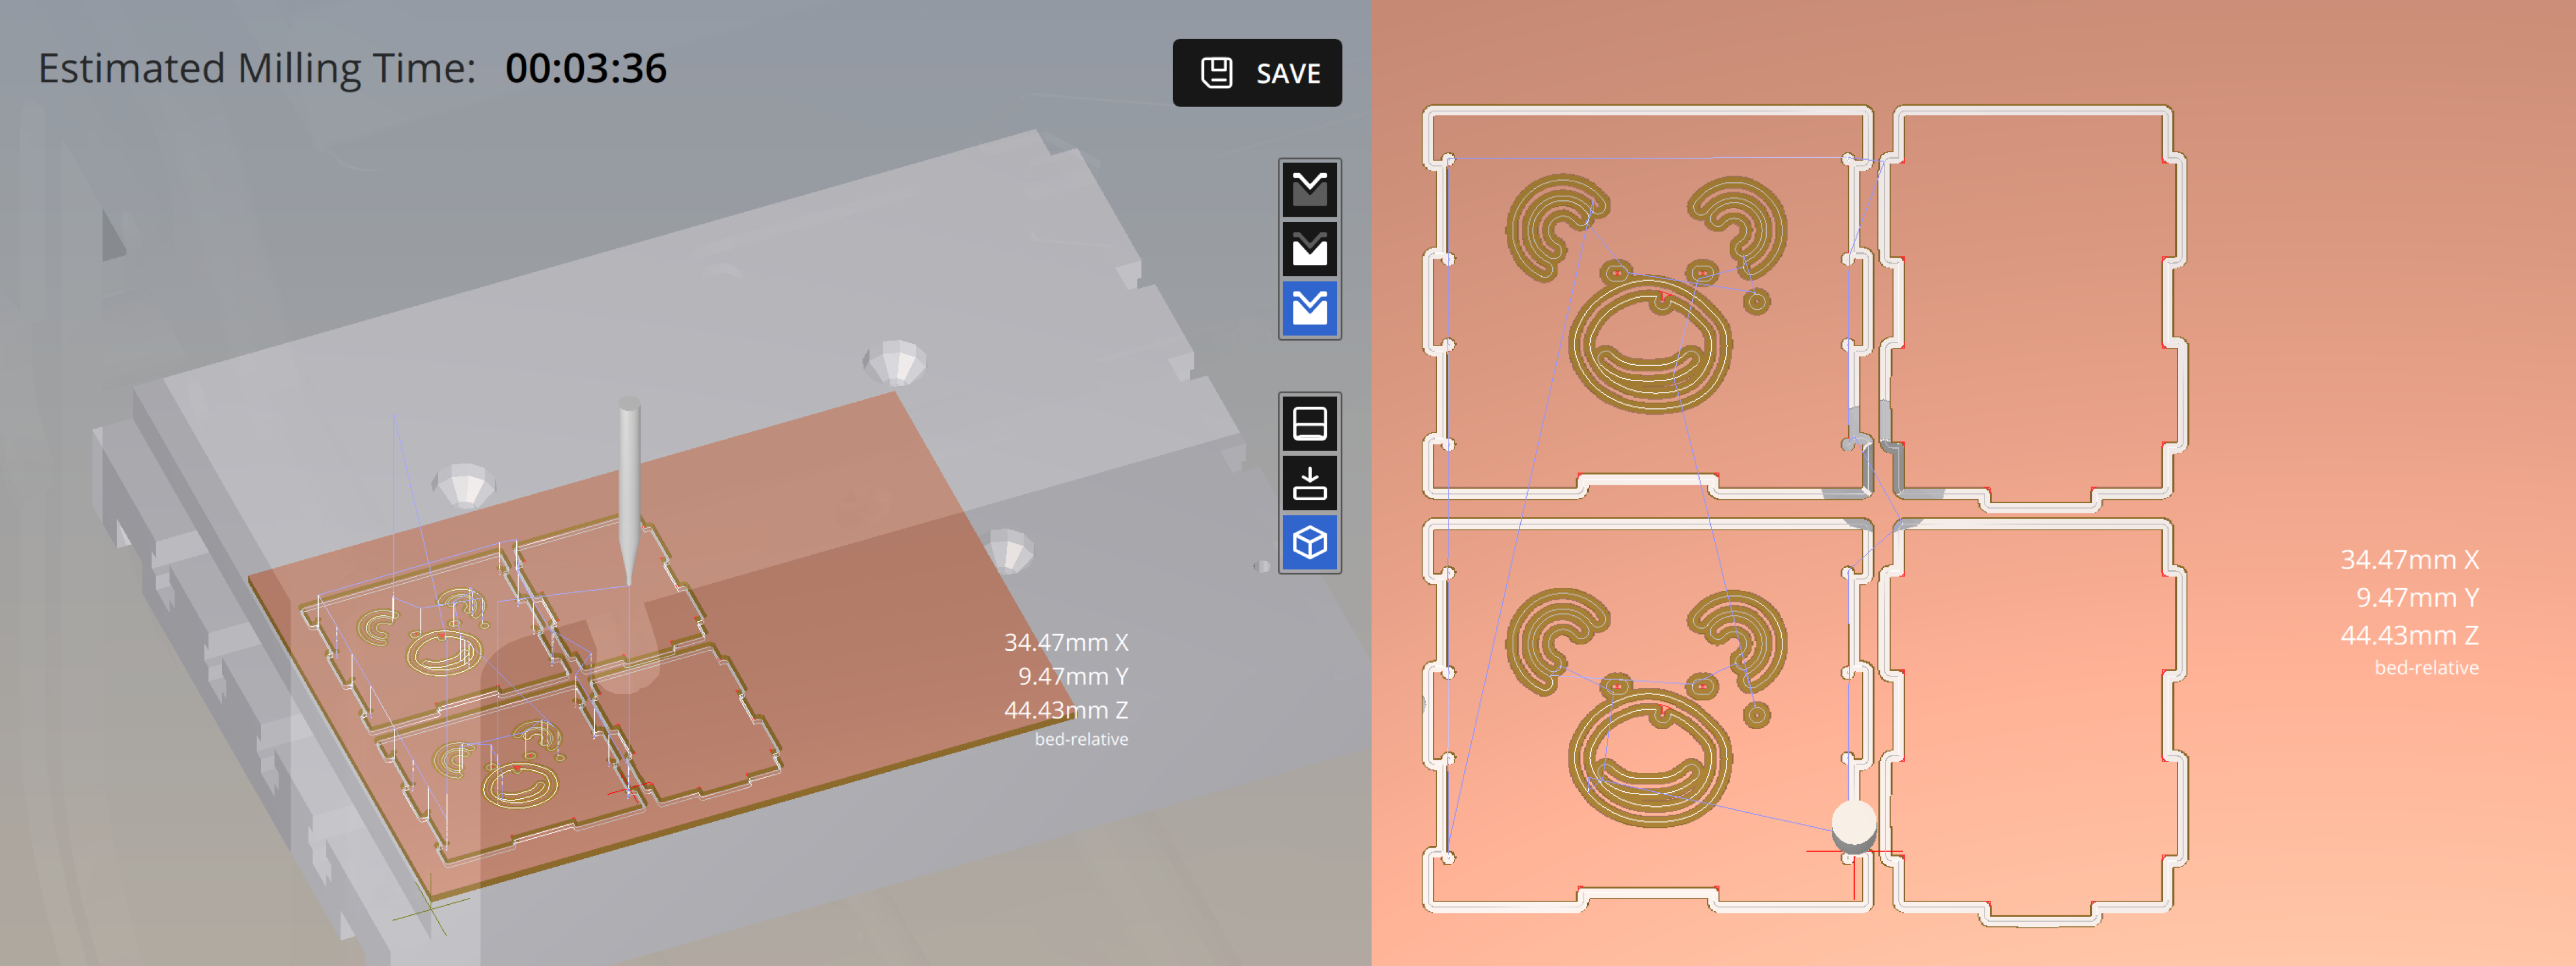 Estimated Milling Time: 00:03:36
SAVE
34.47mm X
9.47mm Y
44.43mm Z
bed-relative
34.47mm X
9.47mm Y
44.43mm Z
bed-relative